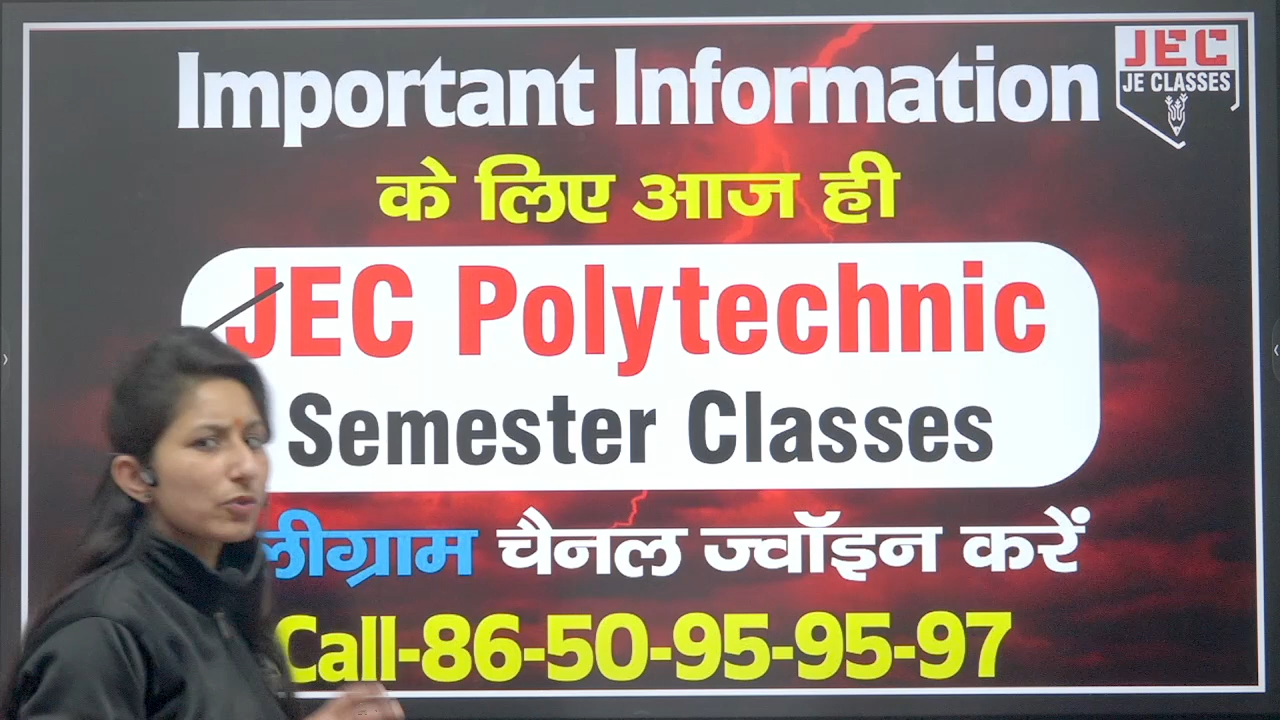 Important Information
JEC
JE CLASSES
के लिए आज ही
JEC Polytechnic
Semester Classes
लीग्राम चैनल ज्वॉइन करें
Call-86-50-95-95-97